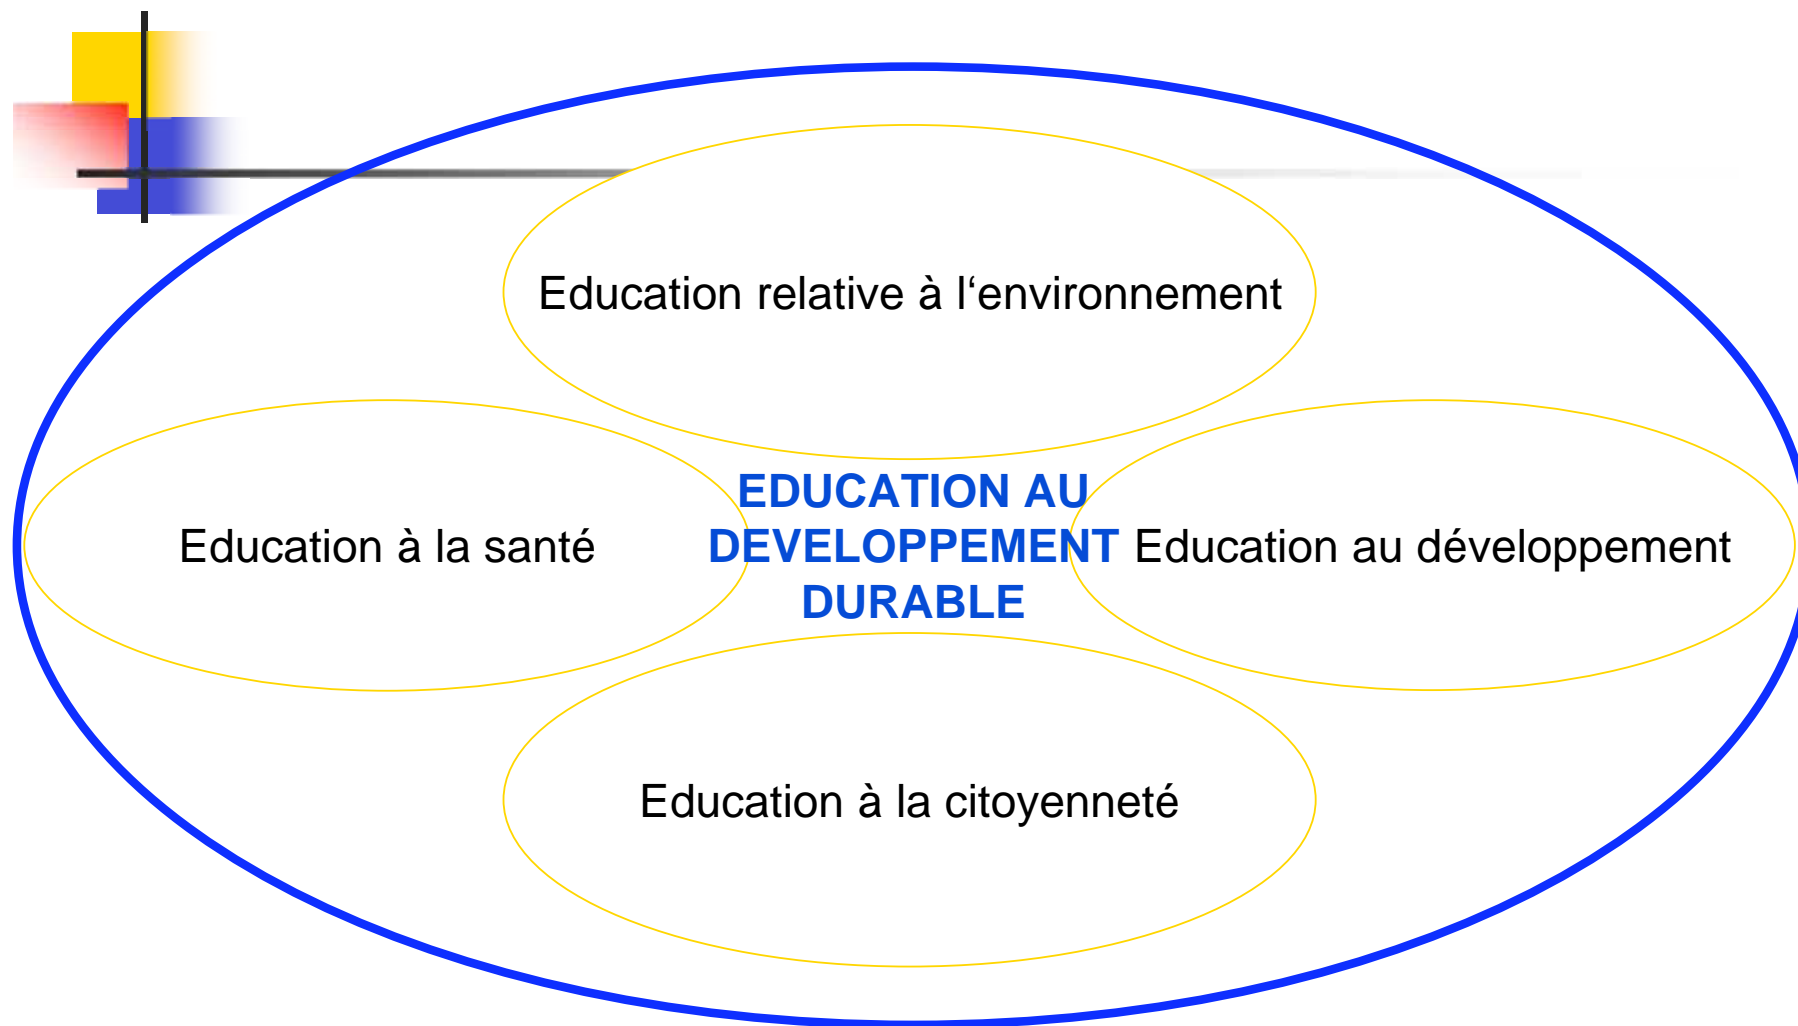 Education relative à l‘environnement
EDUCATION AU
DEVELOPPEMENT
DURABLE
Education à la santé
Education au développement
Education à la citoyenneté